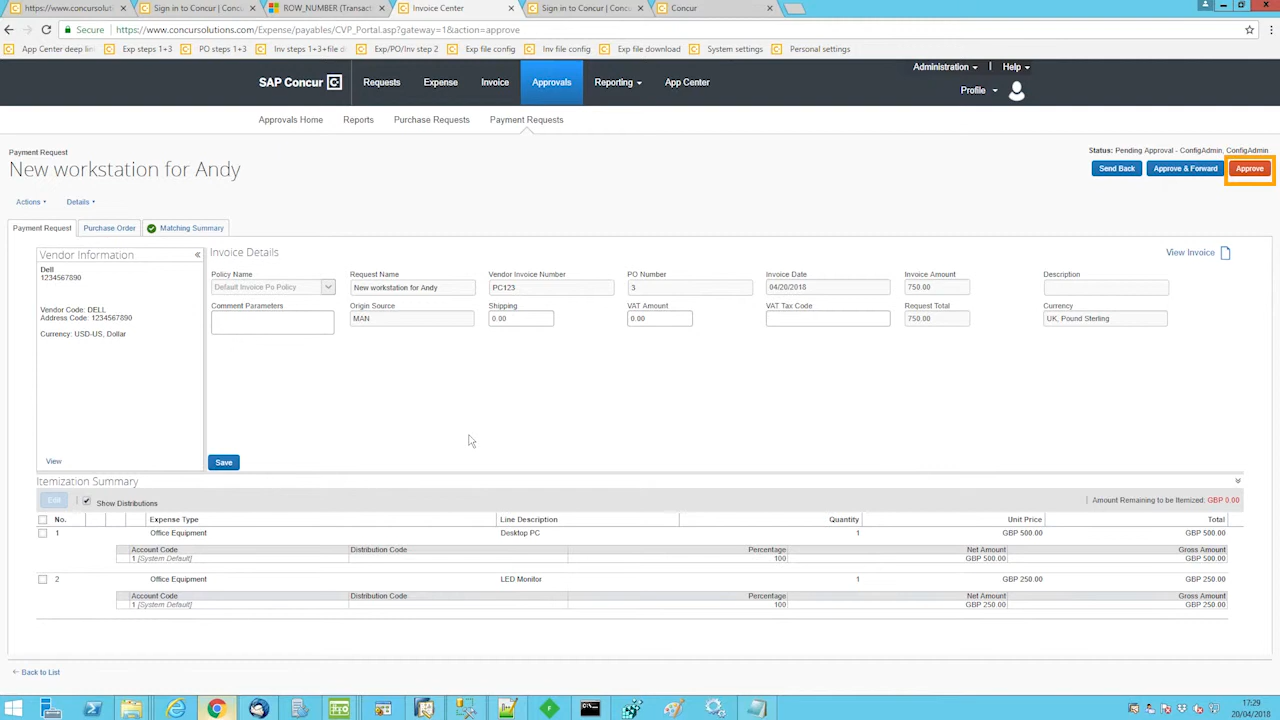 https://www.concursolutio
Sign in to Concur | Concur
ROW_NUMBER (Transac
Invoice Center
Sign in to Concur | Concur
Concur
Secure
https://www.concursolutions.com/Expense/payables/CVP_Portal.asp?gateway=1&action=approve
App Center deep lin
Exp steps 1+3
PO steps 1+3
Inv steps 1+3+file d
Exp/PO/Inv step 2
Exp file config
Inv file config
Exp file download
System settings
Personal settings
Administration
Help
SAP Concur
Requests
Expense
Invoice
Approvals
Reporting
App Center
Profile
Approvals Home
Reports
Purchase Requests
Payment Requests
Payment Request
Status: Pending Approval - ConfigAdmin, ConfigAdmin
New workstation for Andy
Send Back
Approve & Forward
Approve
Actions
Details
Payment Request
Purchase Order
Matching Summary
Vendor Information
Dell
1234567890
Vendor Code: DELL
Address Code: 1234567890
Currency: USD-US, Dollar
View
Invoice Details
View Invoice
Policy Name
Request Name
Vendor Invoice Number
PO Number
Invoice Date
Invoice Amount
Description
Default Invoice Po Policy
New workstation for Andy
PC123
3
04/20/2018
750.00
Comment Parameters
Origin Source
Shipping
VAT Amount
VAT Tax Code
Request Total
Currency
MAN
0.00
0.00
750.00
UK, Pound Sterling
Save
Itemization Summary
Edit
Show Distributions
Amount Remaining to be Itemized: GBP 0.00
No.
Expense Type
Line Description
Quantity
Unit Price
Total
1
Office Equipment
Desktop PC
1
GBP 500.00
GBP 500.00
Account Code
Distribution Code
Percentage
Net Amount
Gross Amount
1 [System Default]
100
GBP 500.00
GBP 500.00
2
Office Equipment
LED Monitor
1
GBP 250.00
GBP 250.00
Account Code
Distribution Code
Percentage
Net Amount
Gross Amount
1 [System Default]
100
GBP 250.00
GBP 250.00
Back to List
17:29
20/04/2018